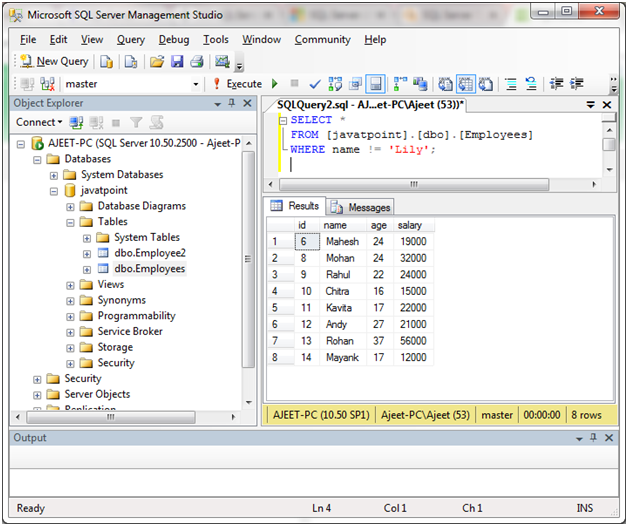 Microsoft SQL Server Management Studio
File Edit View Query Debug Tools Window Community Help
New Query
master Execute
Object Explorer
Connect
AJEET-PC (SQL Server 10.50.2500 - Ajeet-P
Databases
System Databases
javatpoint
Database Diagrams
Tables
System Tables
dbo.Employee2
dbo.Employees
Views
Synonyms
Programmability
Service Broker
Storage
Security
Security
Server Objects
Replication
SQLQuery2.sql - AJ...et-PC\Ajeet (53))*
SELECT *
FROM [javatpoint].[dbo].[Employees]
WHERE name != 'Lily';
Results Messages
id name age salary
1 6 Mahesh 24 19000
2 8 Mohan 24 32000
3 9 Rahul 22 24000
4 10 Chitra 16 15000
5 11 Kavita 17 22000
6 12 Andy 27 21000
7 13 Rohan 37 56000
8 14 Mayank 17 12000
AJEET-PC (10.50 SP1) Ajeet-PC\Ajeet (53) master 00:00:00 8 rows
Output
Ready Ln 4 Col 1 Ch 1 INS